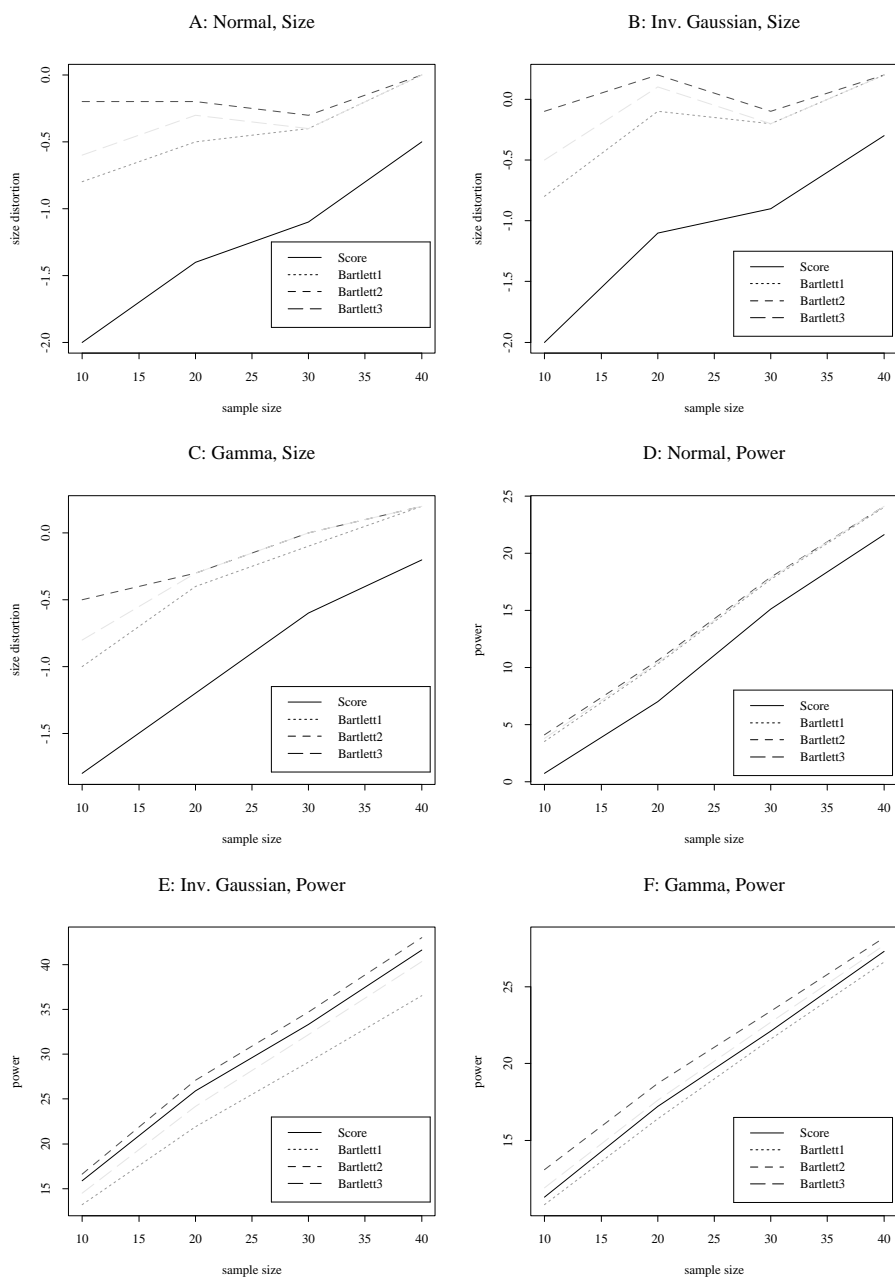 A: Normal, Size
size distortion
0.0
-0.5
-1.0
-1.5
-2.0
Score
Bartlett1
Bartlett2
Bartlett3
10 15 20 25 30 35 40
sample size
B: Inv. Gaussian, Size
size distortion
0.0
-0.5
-1.0
-1.5
-2.0
Score
Bartlett1
Bartlett2
Bartlett3
10 15 20 25 30 35 40
sample size
C: Gamma, Size
size distortion
0.0
-0.5
-1.0
-1.5
Score
Bartlett1
Bartlett2
Bartlett3
10 15 20 25 30 35 40
sample size
D: Normal, Power
power
25
20
15
10
5
0
Score
Bartlett1
Bartlett2
Bartlett3
10 15 20 25 30 35 40
sample size
E: Inv. Gaussian, Power
power
40
35
30
25
20
15
Score
Bartlett1
Bartlett2
Bartlett3
10 15 20 25 30 35 40
sample size
F: Gamma, Power
power
25
20
15
Score
Bartlett1
Bartlett2
Bartlett3
10 15 20 25 30 35 40
sample size